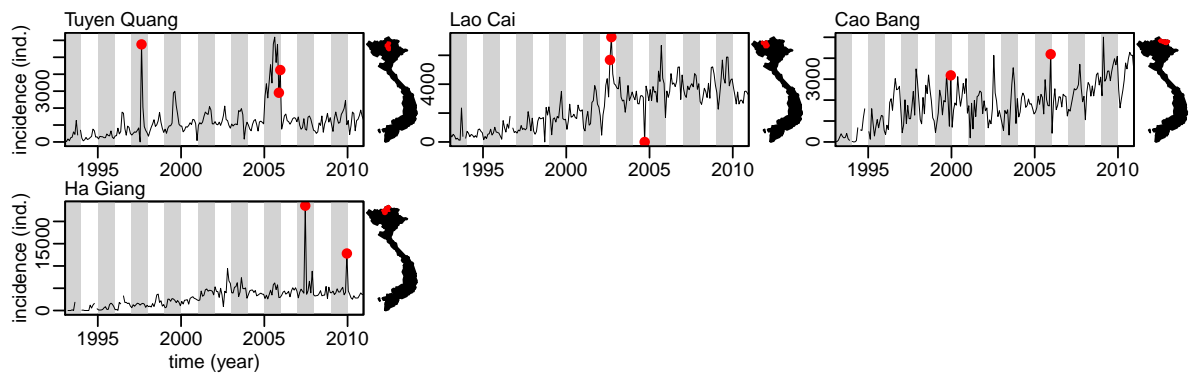 Tuyen Quang
incidence (ind.)
0 3000
1995 2000 2005 2010
Lao Cai
0 4000
1995 2000 2005 2010
Cao Bang
0 3000
1995 2000 2005 2010
Ha Giang
incidence (ind.)
0 15000
1995 2000 2005 2010
time (year)